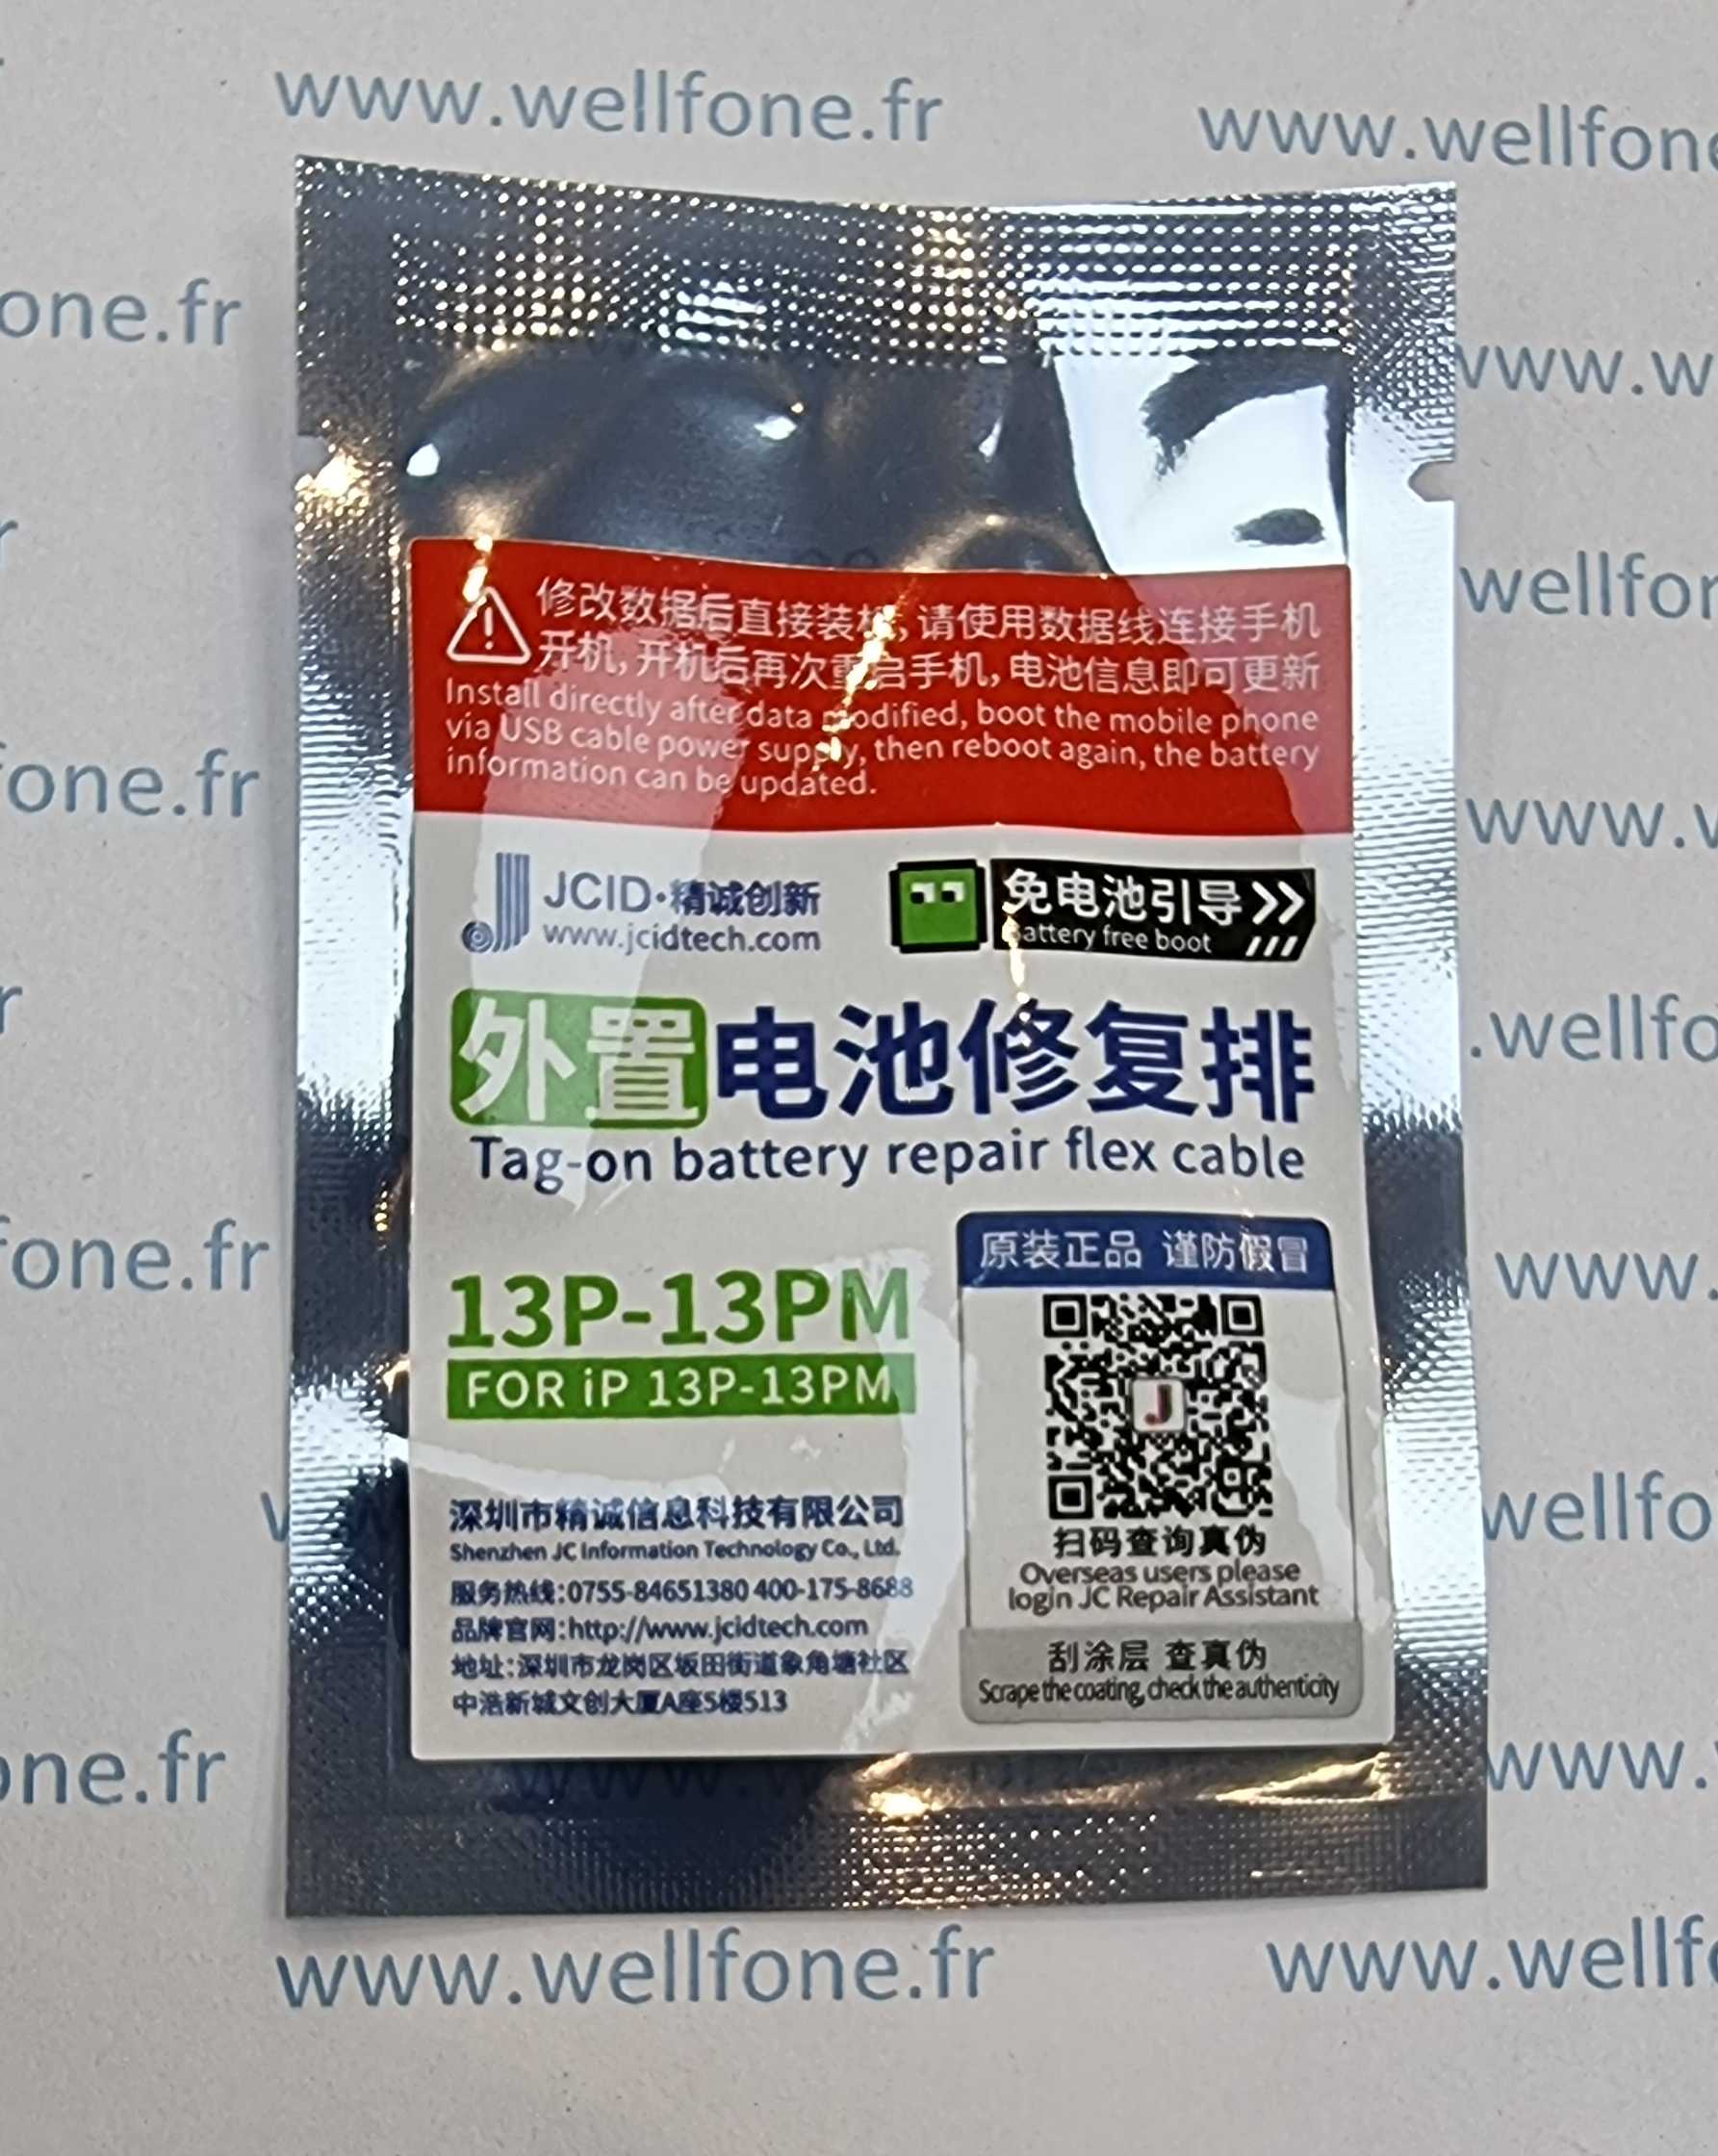 www.wellfone.fr
www.wellfone
one.fr
www.w
wellfon
修改数据后直接装机，请使用数据线连接手机
开机，开机后再次重启手机，电池信息即可更新
Install directly after data modified, boot the mobile phone
via USB cable power supply, then reboot again, the battery
information can be updated.
one.fr
www.w
JCID·精诚创新
www.jcidtech.com
免电池引导
Battery free boot
.wellfo
外置电池修复排
Tag-on battery repair flex cable
fone.fr
www.
13P-13PM
FOR iP 13P-13PM
原装正品 谨防假冒
J
扫码查询真伪
Overseas users please
login JC Repair Assistant
刮涂层 查真伪
Scrape the coating, check the authenticity
深圳市精诚信息科技有限公司
Shenzhen JC Information Technology Co., Ltd.
服务热线:0755-84651380 400-175-8688
品牌官网:http://www.jcidtech.com
地址:深圳市龙岗区坂田街道象角塘社区
中浩新城文创大厦A座5楼513
wellfo
one.fr
www.
www.wellfone.fr
www.wellf